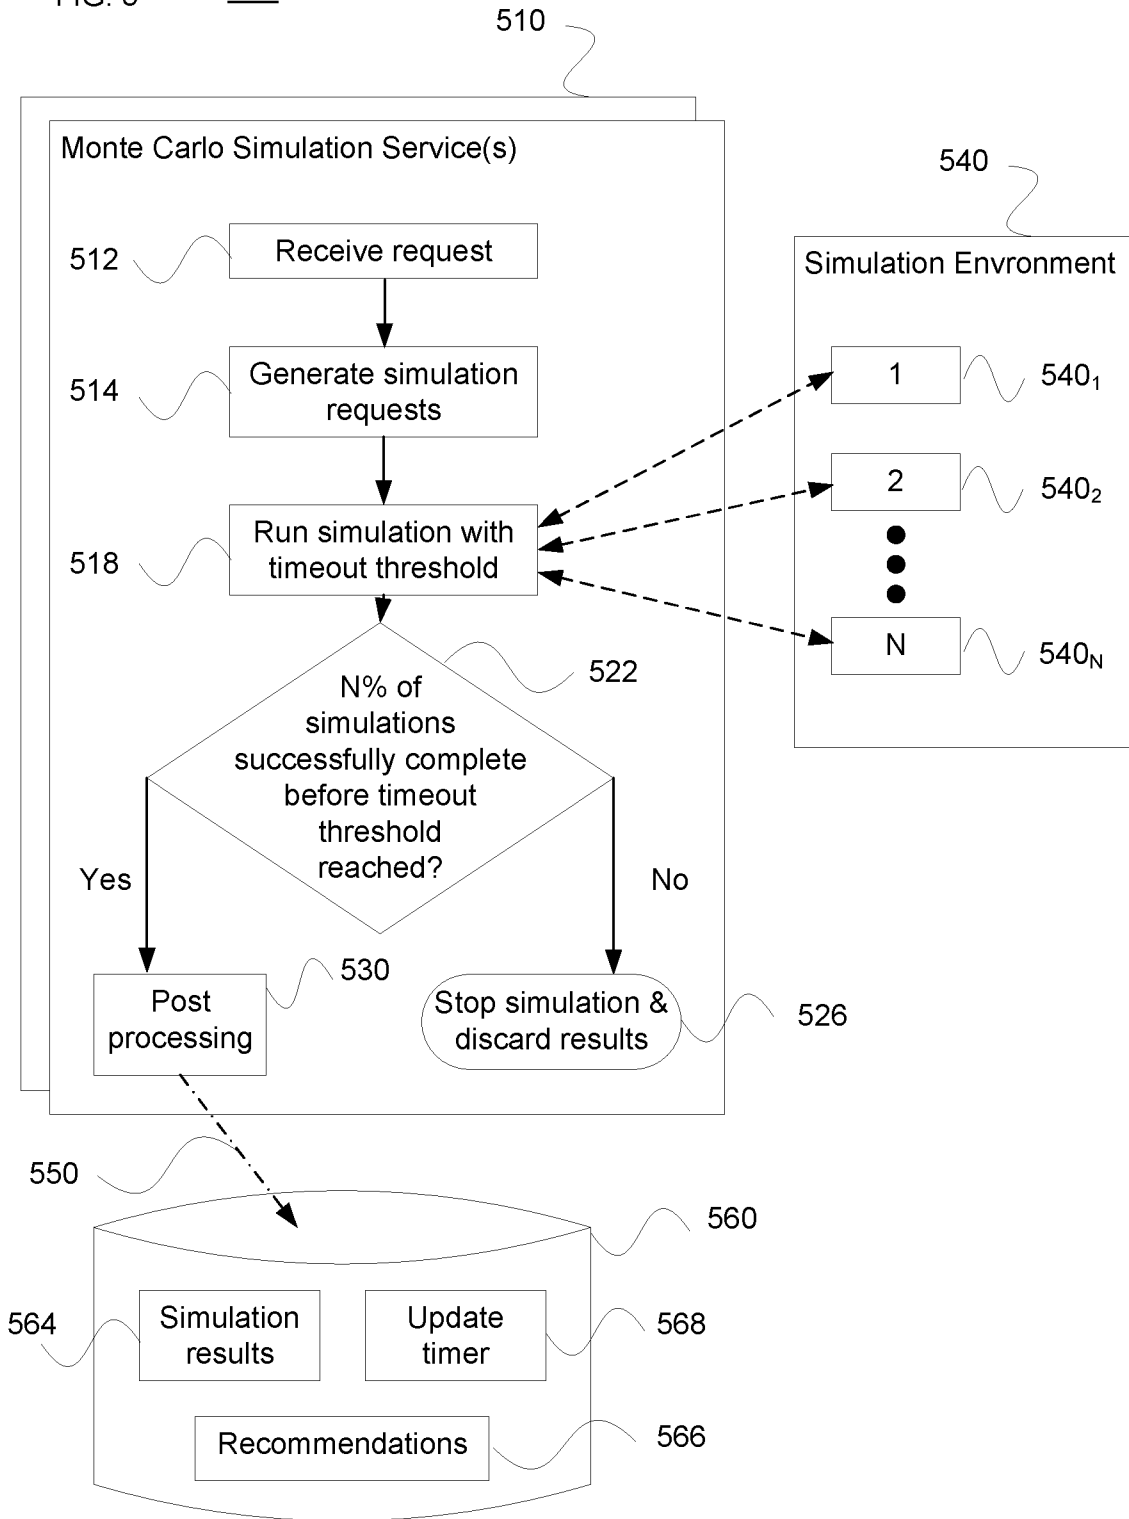 510
Monte Carlo Simulation Service(s)
540
Simulation Envronment
512
Receive request
514
Generate simulation
requests
1
540₁
2
540₂
518
Run simulation with
timeout threshold
N
540N
522
N% of
simulations
successfully complete
before timeout
threshold
reached?
Yes
No
530
Post
processing
Stop simulation &
discard results
526
550
560
564
Simulation
results
Update
timer
568
Recommendations
566